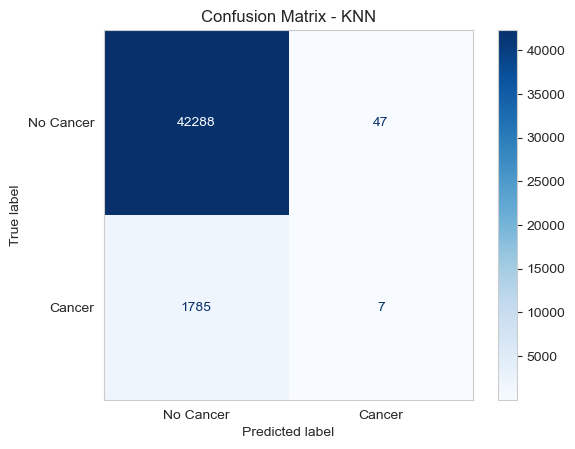 Confusion Matrix - KNN
No Cancer
Cancer
True label
42288
47
1785
7
No Cancer
Cancer
Predicted label
40000
35000
30000
25000
20000
15000
10000
5000